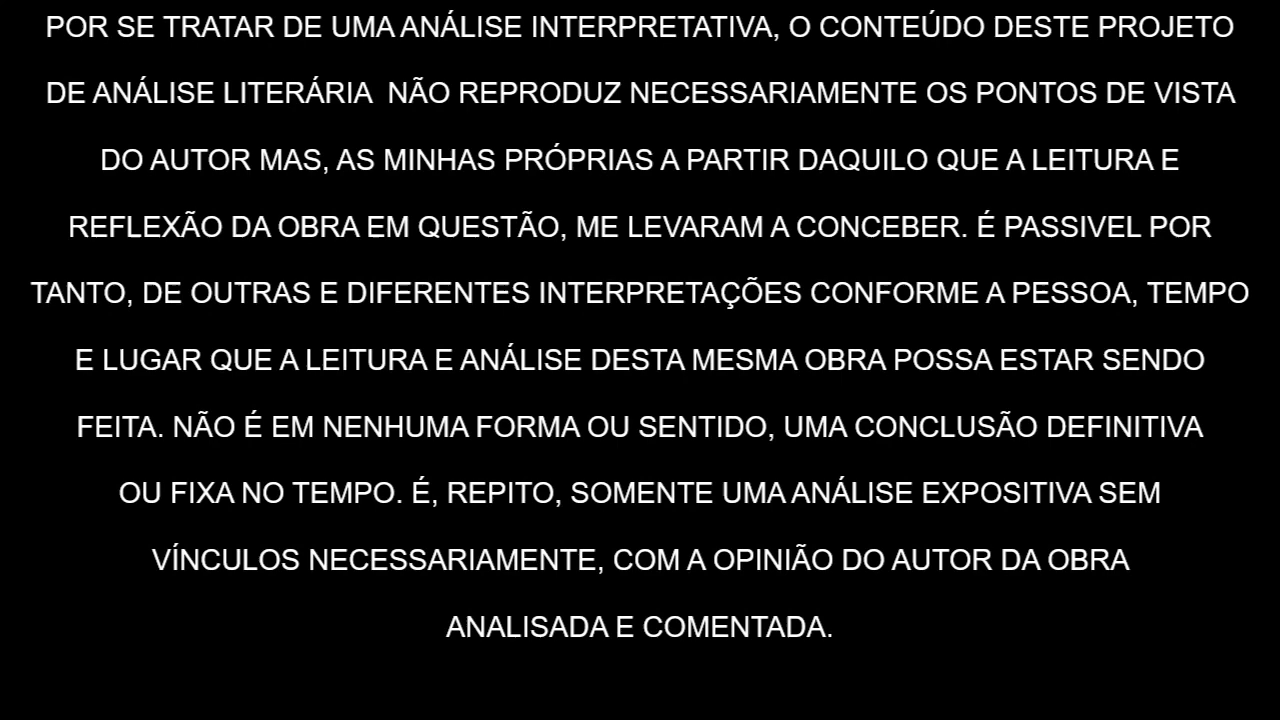 POR SE TRATAR DE UMA ANÁLISE INTERPRETATIVA, O CONTEÚDO DESTE PROJETO
DE ANÁLISE LITERÁRIA  NÃO REPRODUZ NECESSARIAMENTE OS PONTOS DE VISTA
DO AUTOR MAS, AS MINHAS PRÓPRIAS A PARTIR DAQUILO QUE A LEITURA E
REFLEXÃO DA OBRA EM QUESTÃO, ME LEVARAM A CONCEBER. É PASSIVEL POR
TANTO, DE OUTRAS E DIFERENTES INTERPRETAÇÕES CONFORME A PESSOA, TEMPO
E LUGAR QUE A LEITURA E ANÁLISE DESTA MESMA OBRA POSSA ESTAR SENDO
FEITA. NÃO É EM NENHUMA FORMA OU SENTIDO, UMA CONCLUSÃO DEFINITIVA
OU FIXA NO TEMPO. É, REPITO, SOMENTE UMA ANÁLISE EXPOSITIVA SEM
VÍNCULOS NECESSARIAMENTE, COM A OPINIÃO DO AUTOR DA OBRA
ANALISADA E COMENTADA.